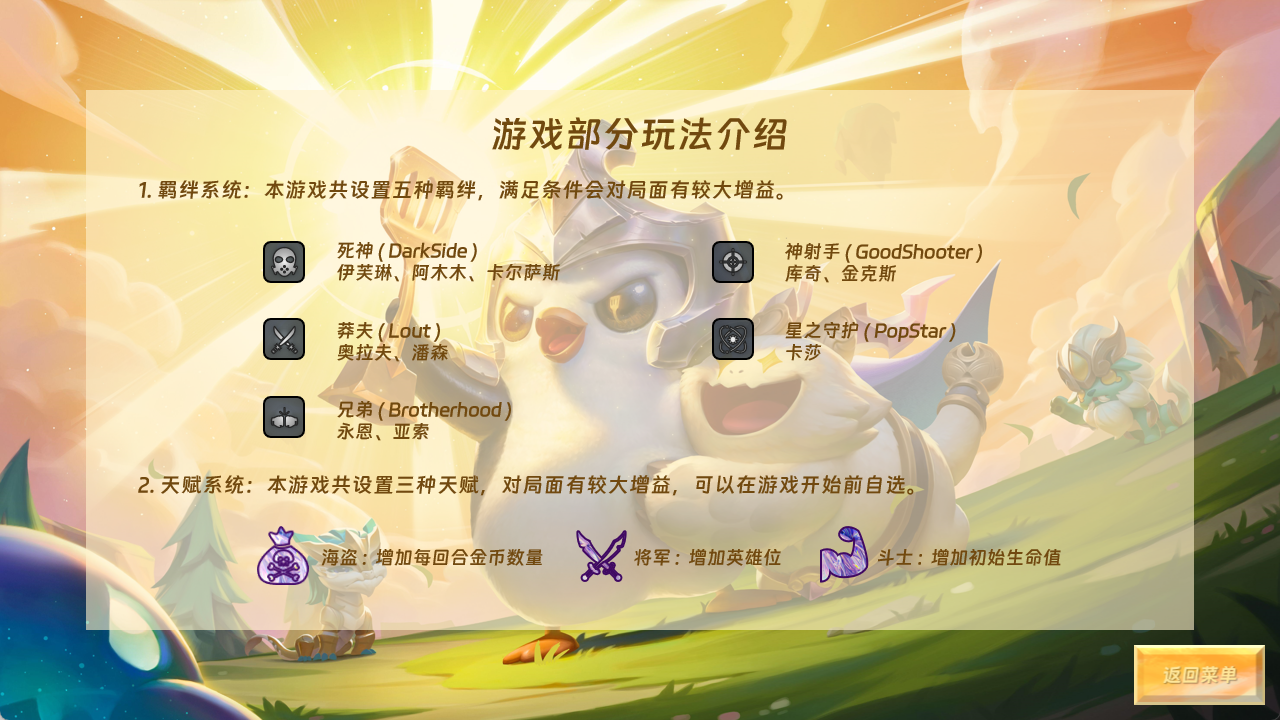 游戏部分玩法介绍
1. 羁绊系统：本游戏共设置五种羁绊，满足条件会对局面有较大增益。
死神 ( DarkSide )
伊芙琳、阿木木、卡尔萨斯
神射手 ( GoodShooter )
库奇、金克斯
莽夫 ( Lout )
奥拉夫、潘森
星之守护 ( PopStar )
卡莎
兄弟 ( Brotherhood )
永恩、亚索
2. 天赋系统：本游戏共设置三种天赋，对局面有较大增益，可以在游戏开始前自选。
海盗 : 增加每回合金币数量
将军 : 增加英雄位
斗士 : 增加初始生命值
返回菜单